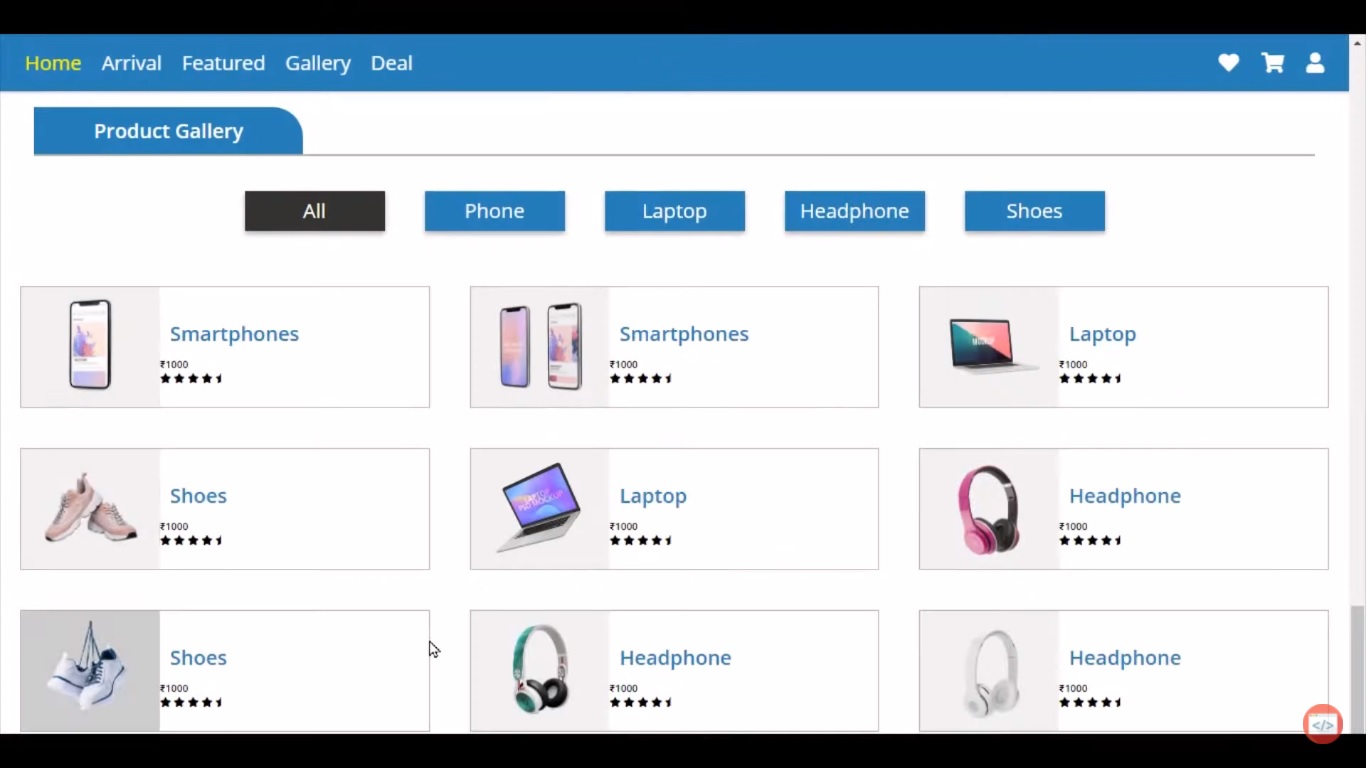 Home Arrival Featured Gallery Deal
Product Gallery
All Phone Laptop Headphone Shoes
Smartphones
₹1000
Smartphones
₹1000
Laptop
₹1000
Shoes
₹1000
Laptop
₹1000
Headphone
₹1000
Shoes
₹1000
Headphone
₹1000
Headphone
₹1000